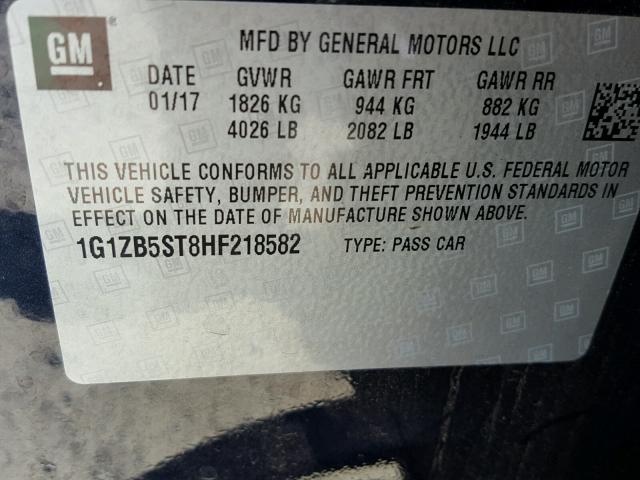 GM
MFD BY GENERAL MOTORS LLC
DATE GVWR GAWR FRT GAWR RR
01/17 1826 KG 944 KG 882 KG
4026 LB 2082 LB 1944 LB
THIS VEHICLE CONFORMS TO ALL APPLICABLE U.S. FEDERAL MOTOR
VEHICLE SAFETY, BUMPER, AND THEFT PREVENTION STANDARDS IN
EFFECT ON THE DATE OF MANUFACTURE SHOWN ABOVE.
1G1ZB5ST8HF218582 TYPE: PASS CAR